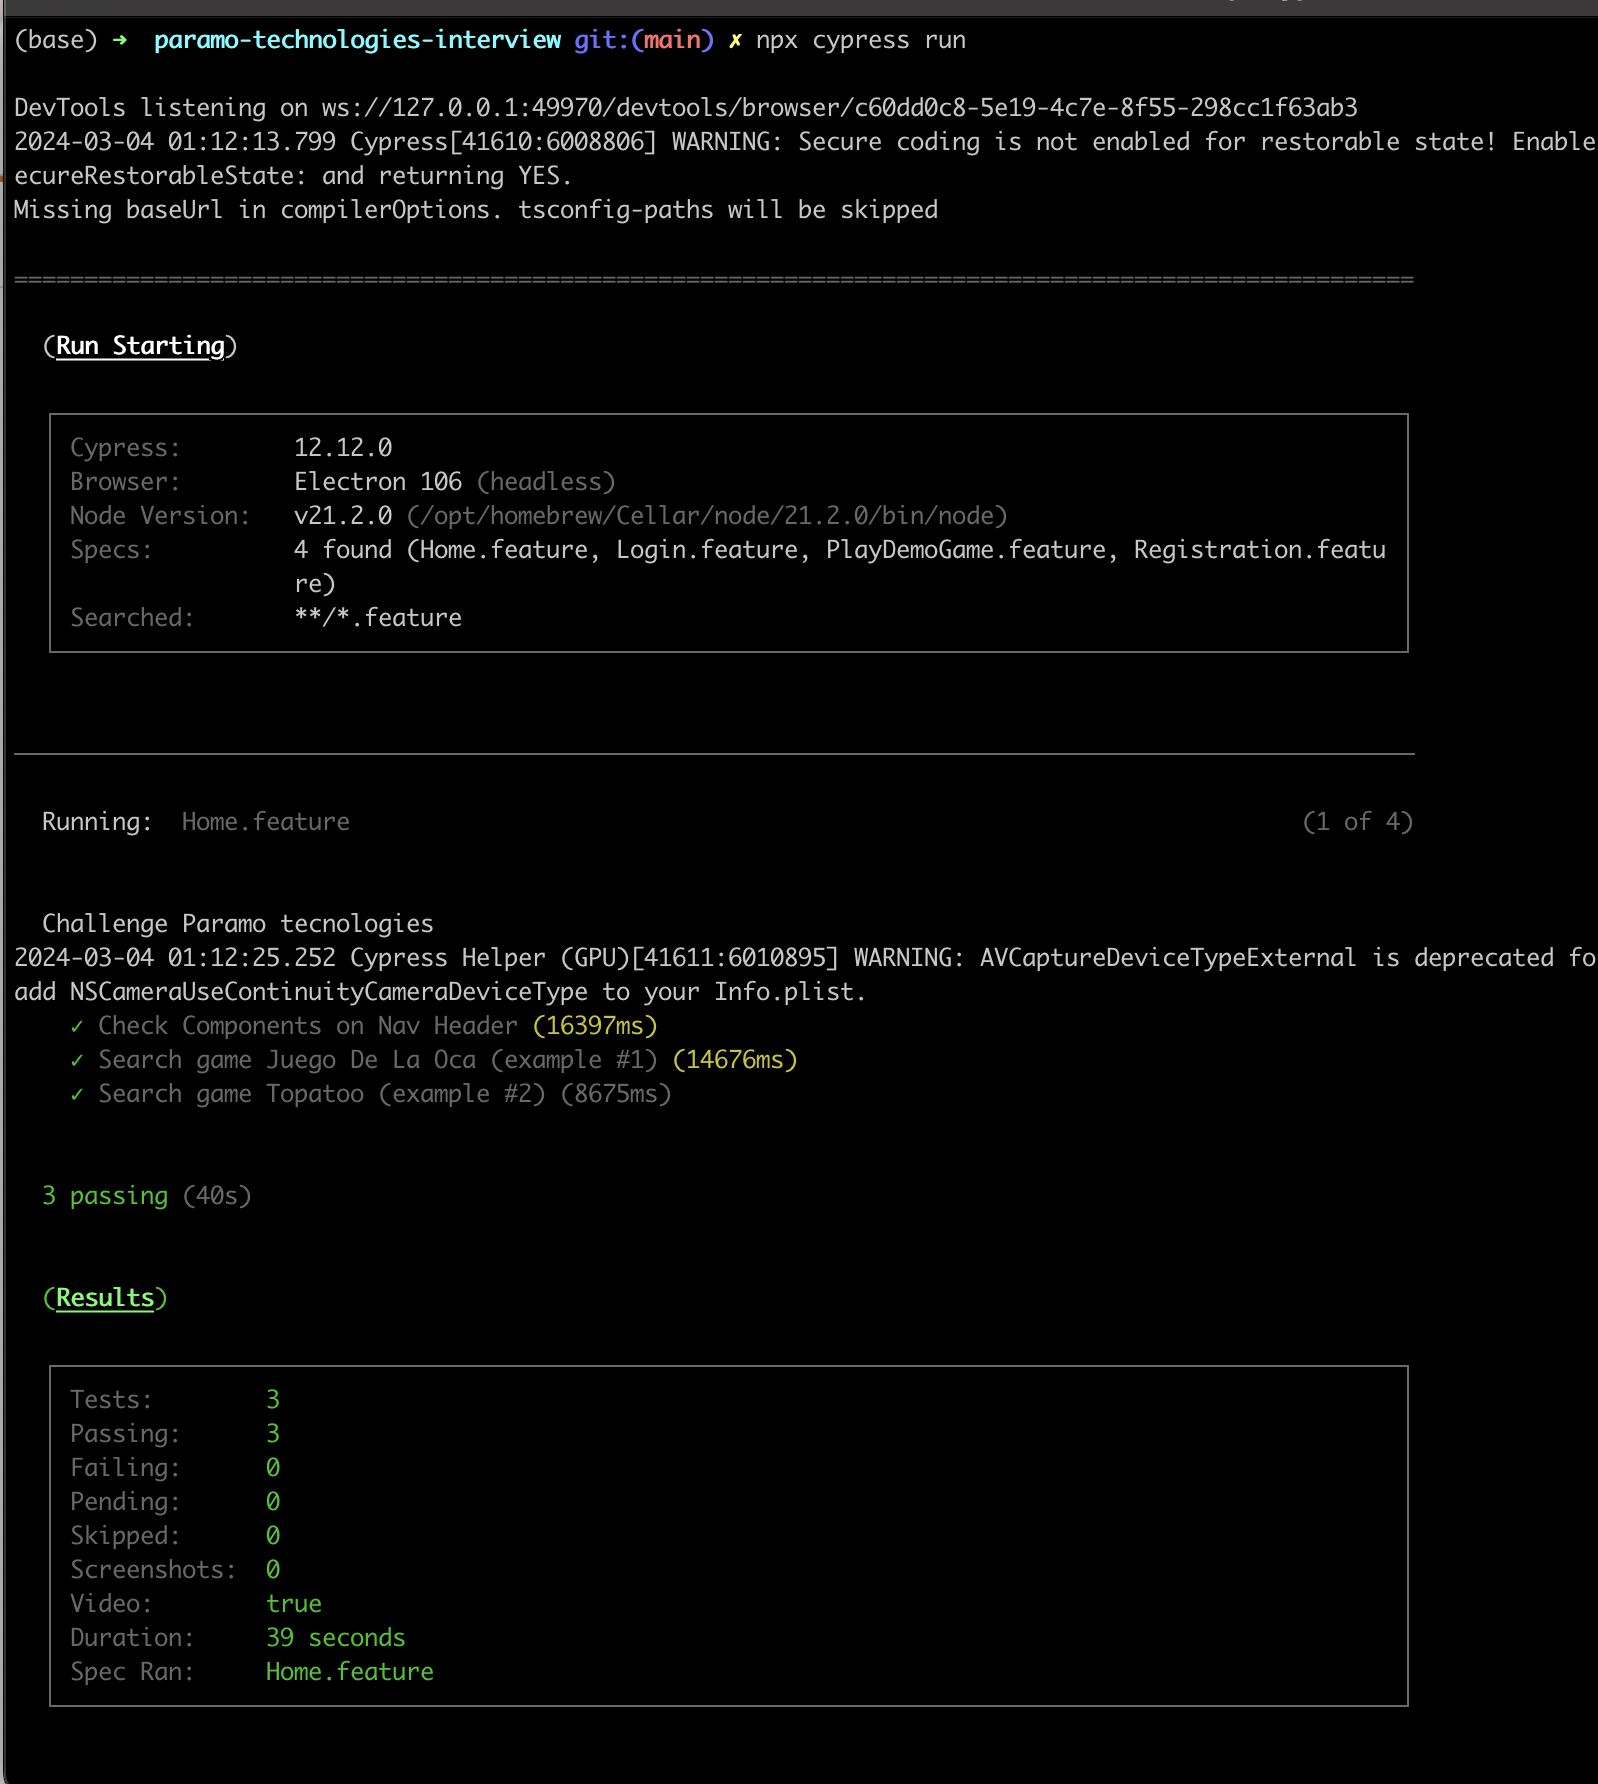 (base) ➜  paramo-technologies-interview git:(main) ✗ npx cypress run
DevTools listening on ws://127.0.0.1:49970/devtools/browser/c60dd0c8-5e19-4c7e-8f55-298cc1f63ab3
2024-03-04 01:12:13.799 Cypress[41610:6008806] WARNING: Secure coding is not enabled for restorable state! Enable
ecureRestorableState: and returning YES.
Missing baseUrl in compilerOptions. tsconfig-paths will be skipped
====================================================================================================
(Run Starting)
Cypress:        12.12.0
Browser:        Electron 106 (headless)
Node Version:   v21.2.0 (/opt/homebrew/Cellar/node/21.2.0/bin/node)
Specs:          4 found (Home.feature, Login.feature, PlayDemoGame.feature, Registration.featu
re)
Searched:       **/*.feature
Running:  Home.feature (1 of 4)
Challenge Paramo tecnologies
2024-03-04 01:12:25.252 Cypress Helper (GPU)[41611:6010895] WARNING: AVCaptureDeviceTypeExternal is deprecated fo
add NSCameraUseContinuityCameraDeviceType to your Info.plist.
✓ Check Components on Nav Header (16397ms)
✓ Search game Juego De La Oca (example #1) (14676ms)
✓ Search game Topatoo (example #2) (8675ms)
3 passing (40s)
(Results)
Tests:        3
Passing:      3
Failing:      0
Pending:      0
Skipped:      0
Screenshots:  0
Video:        true
Duration:     39 seconds
Spec Ran:     Home.feature